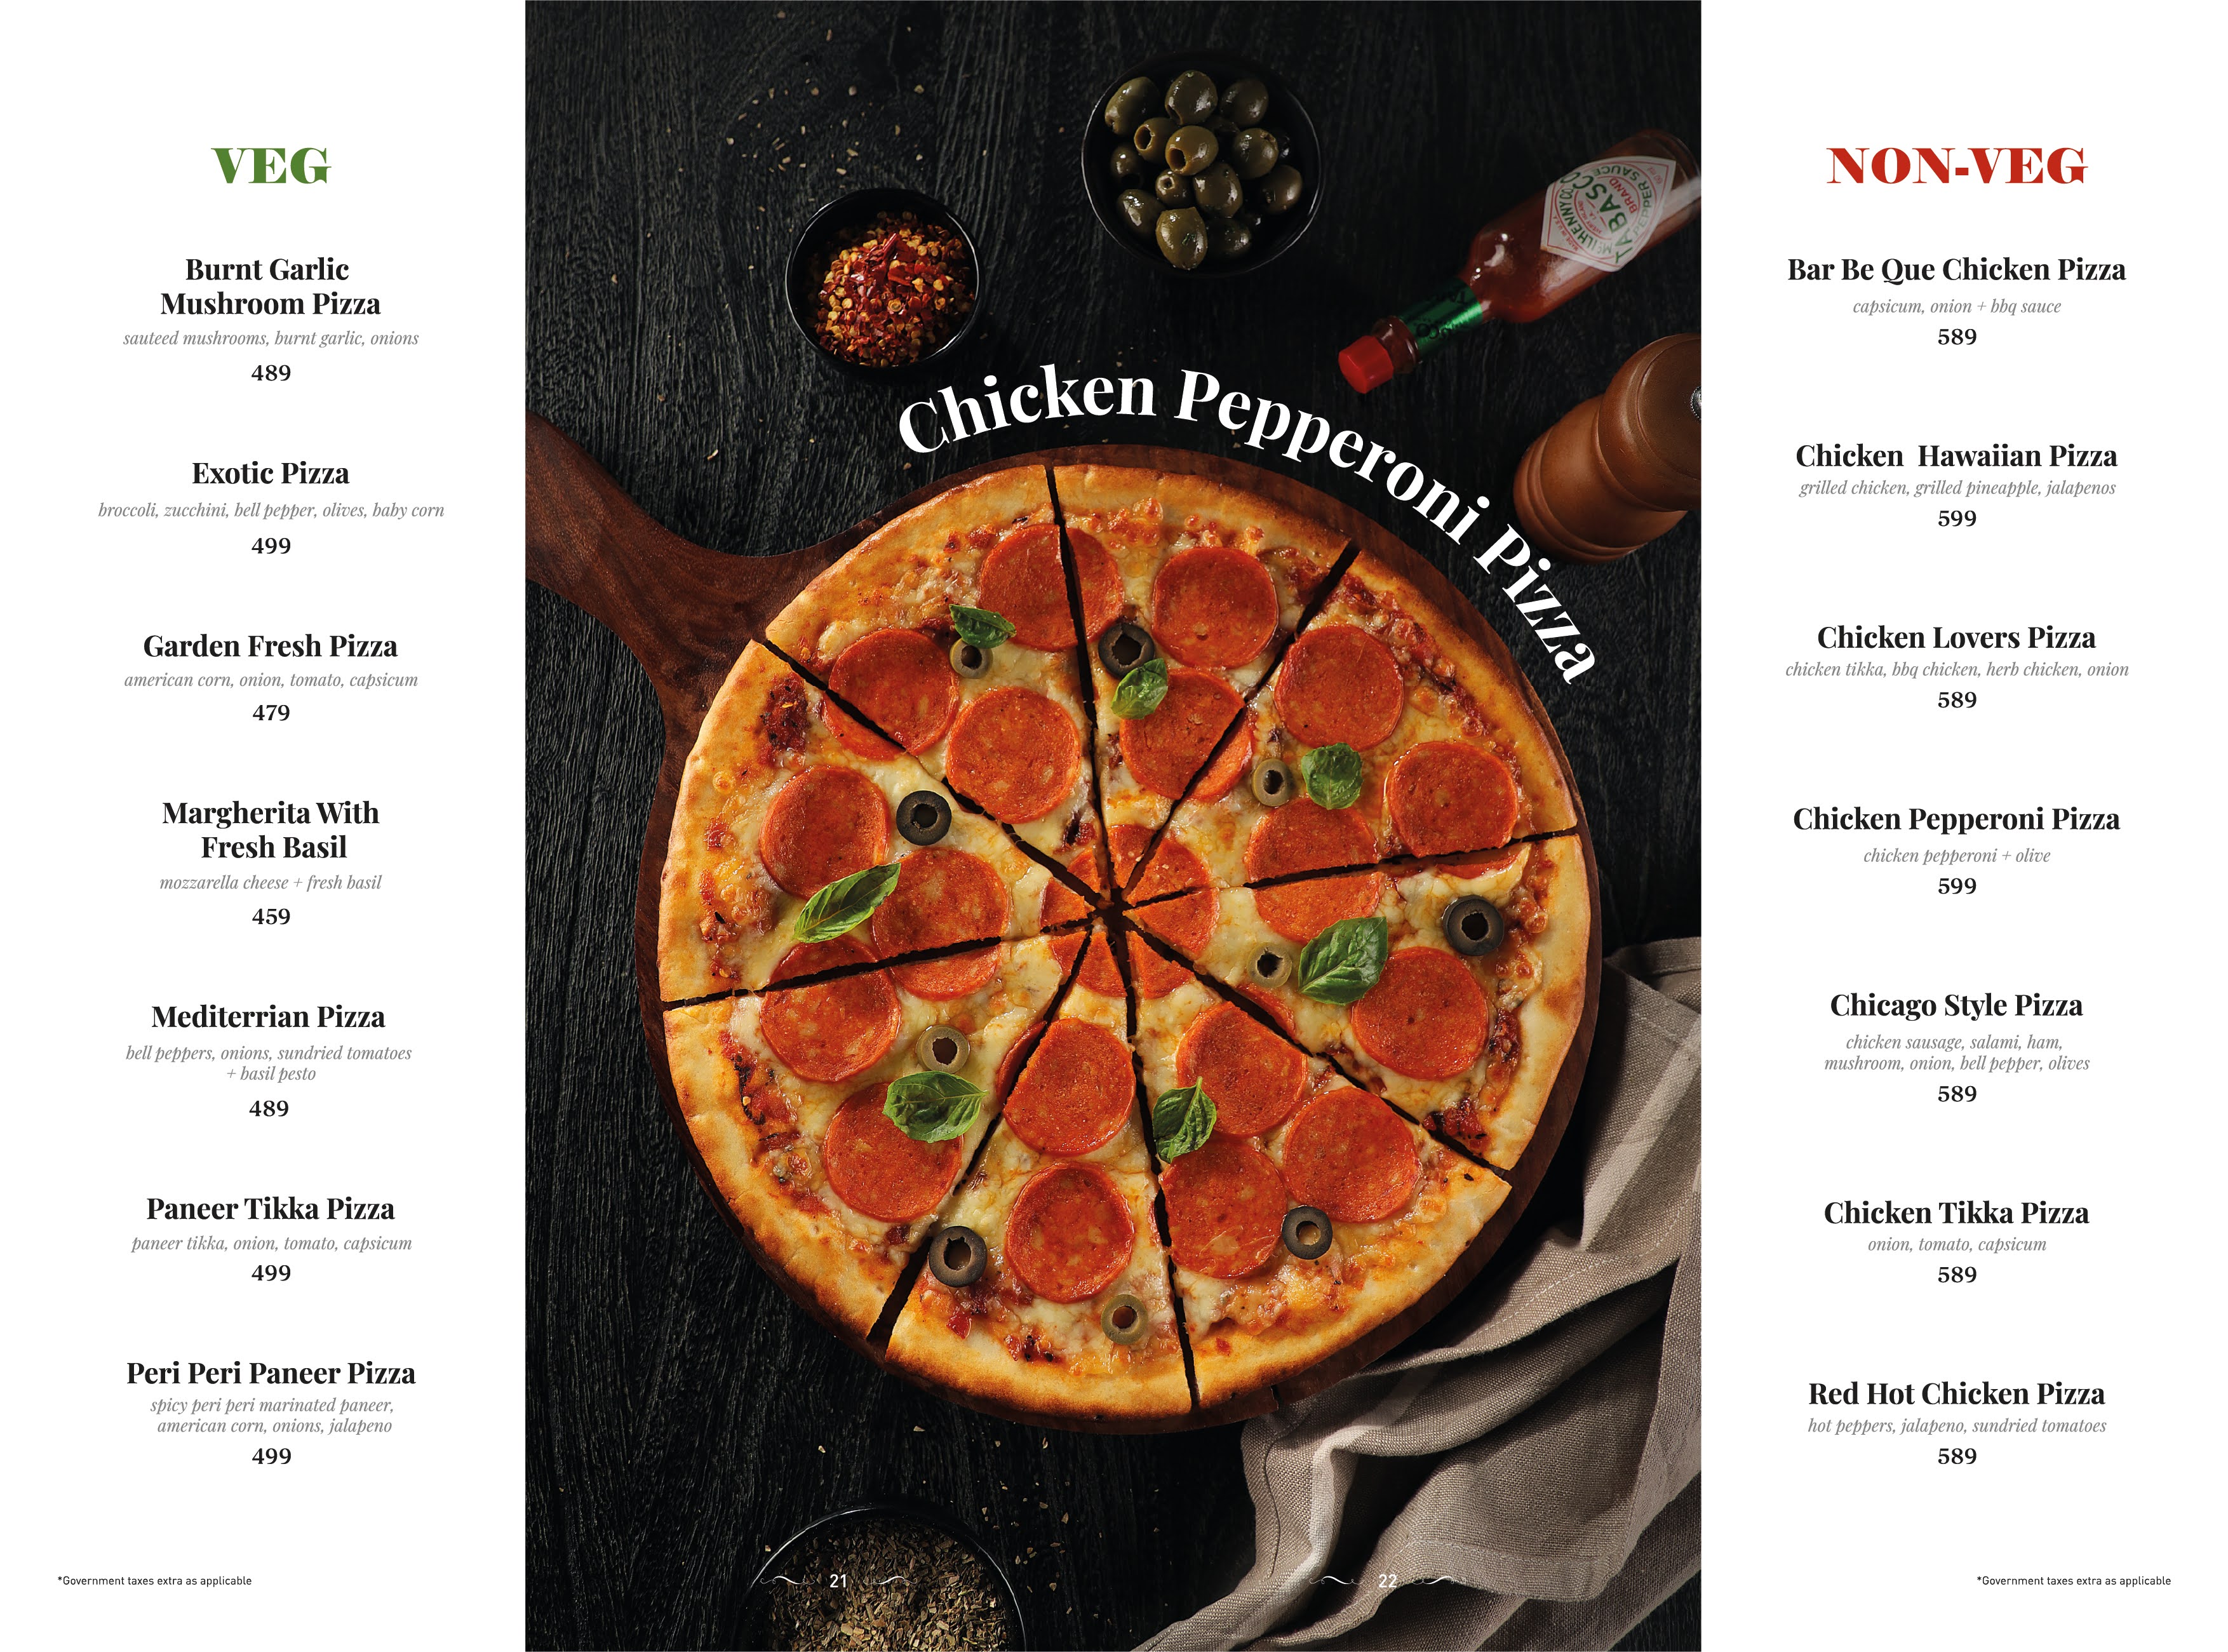 VEG
Burnt Garlic
Mushroom Pizza
sauteed mushrooms, burnt garlic, onions
489
Exotic Pizza
broccoli, zucchini, bell pepper, olives, baby corn
499
Garden Fresh Pizza
american corn, onion, tomato, capsicum
479
Margherita With
Fresh Basil
mozzarella cheese + fresh basil
459
Mediterrian Pizza
bell peppers, onions, sundried tomatoes
+ basil pesto
489
Paneer Tikka Pizza
paneer tikka, onion, tomato, capsicum
499
Peri Peri Paneer Pizza
spicy peri peri marinated paneer,
american corn, onions, jalapeno
499
*Government taxes extra as applicable
Chicken Pepperoni Pizza
TABASCO
BRAND
PEPPER SAUCE
21
22
NON-VEG
Bar Be Que Chicken Pizza
capsicum, onion + bbq sauce
589
Chicken  Hawaiian Pizza
grilled chicken, grilled pineapple, jalapenos
599
Chicken Lovers Pizza
chicken tikka, bbq chicken, herb chicken, onion
589
Chicken Pepperoni Pizza
chicken pepperoni + olive
599
Chicago Style Pizza
chicken sausage, salami, ham,
mushroom, onion, bell pepper, olives
589
Chicken Tikka Pizza
onion, tomato, capsicum
589
Red Hot Chicken Pizza
hot peppers, jalapeno, sundried tomatoes
589
*Government taxes extra as applicable